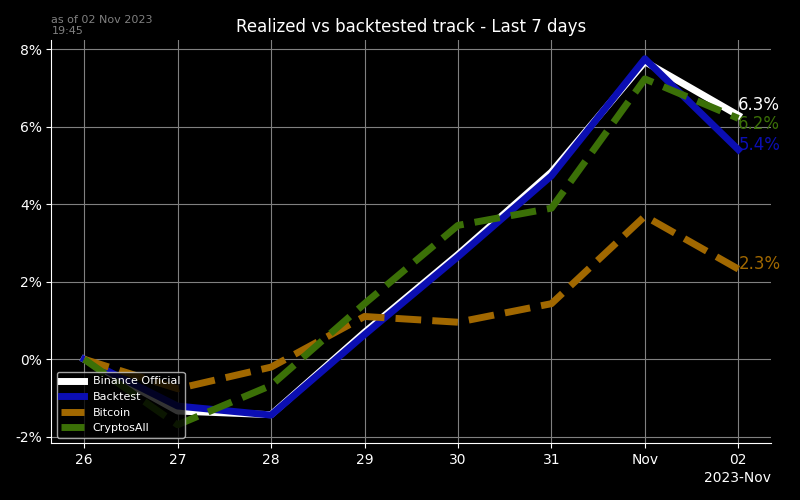 as of 02 Nov 2023
19:45
Realized vs backtested track - Last 7 days
8%
6%
4%
2%
0%
-2%
6.3%
6.2%
5.4%
2.3%
Binance Official
Backtest
Bitcoin
CryptosAll
26 27 28 29 30 31 Nov 02
2023-Nov